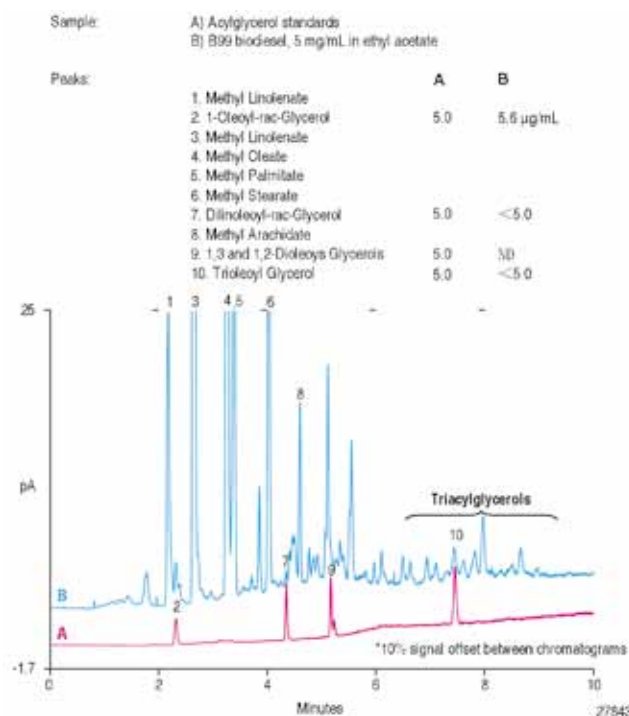 Sample: A) Acylglycerol standards
B) B99 biodiesel, 5 mg/mL in ethyl acetate
Peaks: A B
1. Methyl Linolenate
2. 1-Oleoyl-rac-Glycerol 5.0 5.6 µg/mL
3. Methyl Linolenate
4. Methyl Oleate
5. Methyl Palmitate
6. Methyl Stearate
7. Dilinoleoyl-rac-Glycerol 5.0 <5.0
8. Methyl Arachidate
9. 1,3 and 1,2-Dioleoys Glycerols 5.0 ND
10. Trioleoyl Glycerol 5.0 <5.0
25
1 3 4 5 6
8
pA
Triacylglycerols
10
7
9
B
2
A
*10% signal offset between chromatograms
-1.7
0 2 4 6 8 10
Minutes
27843